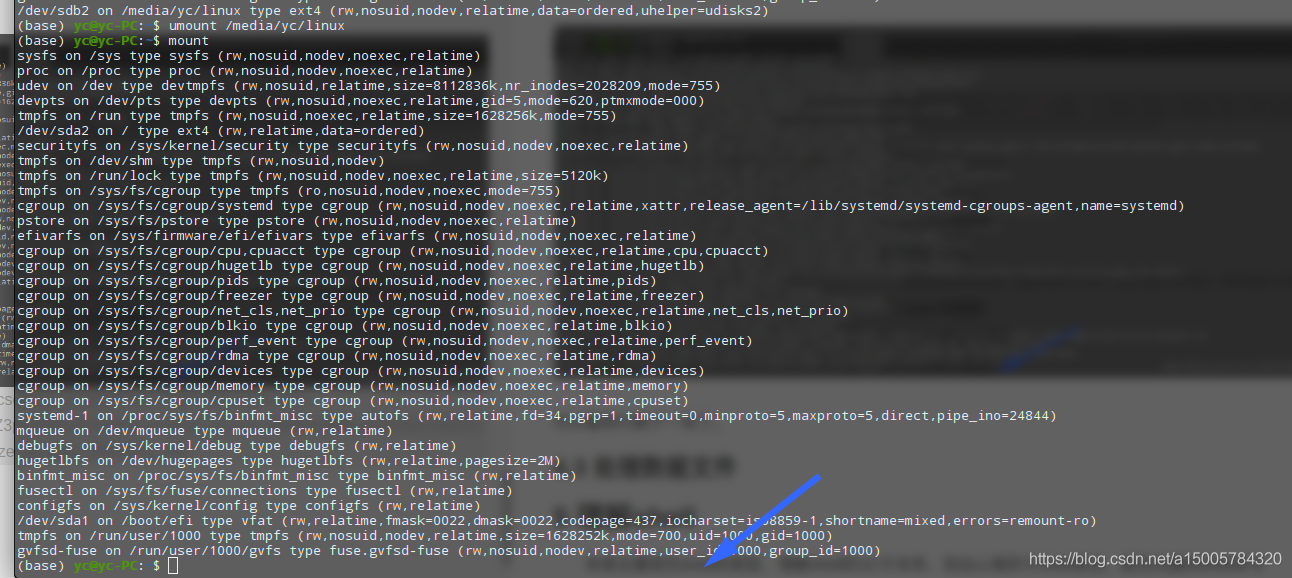 /dev/sdb2 on /media/yc/linux type ext4 (rw,nosuid,nodev,relatime,data=ordered,uhelper=udisks2)
(base) yc@yc-PC:~$ umount /media/yc/linux
(base) yc@yc-PC:~$ mount
sysfs on /sys type sysfs (rw,nosuid,nodev,noexec,relatime)
proc on /proc type proc (rw,nosuid,nodev,noexec,relatime)
udev on /dev type devtmpfs (rw,nosuid,relatime,size=8112836k,nr_inodes=2028209,mode=755)
devpts on /dev/pts type devpts (rw,nosuid,noexec,relatime,gid=5,mode=620,ptmxmode=000)
tmpfs on /run type tmpfs (rw,nosuid,noexec,relatime,size=1628256k,mode=755)
/dev/sda2 on / type ext4 (rw,relatime,data=ordered)
securityfs on /sys/kernel/security type securityfs (rw,nosuid,nodev,noexec,relatime)
tmpfs on /dev/shm type tmpfs (rw,nosuid,nodev)
tmpfs on /run/lock type tmpfs (rw,nosuid,nodev,noexec,relatime,size=5120k)
tmpfs on /sys/fs/cgroup type tmpfs (ro,nosuid,nodev,noexec,mode=755)
cgroup on /sys/fs/cgroup/systemd type cgroup (rw,nosuid,nodev,noexec,relatime,xattr,release_agent=/lib/systemd/systemd-cgroups-agent,name=systemd)
pstore on /sys/fs/pstore type pstore (rw,nosuid,nodev,noexec,relatime)
efivarfs on /sys/firmware/efi/efivars type efivarfs (rw,nosuid,nodev,noexec,relatime)
cgroup on /sys/fs/cgroup/cpu,cpuacct type cgroup (rw,nosuid,nodev,noexec,relatime,cpu,cpuacct)
cgroup on /sys/fs/cgroup/hugetlb type cgroup (rw,nosuid,nodev,noexec,relatime,hugetlb)
cgroup on /sys/fs/cgroup/pids type cgroup (rw,nosuid,nodev,noexec,relatime,pids)
cgroup on /sys/fs/cgroup/freezer type cgroup (rw,nosuid,nodev,noexec,relatime,freezer)
cgroup on /sys/fs/cgroup/net_cls,net_prio type cgroup (rw,nosuid,nodev,noexec,relatime,net_cls,net_prio)
cgroup on /sys/fs/cgroup/blkio type cgroup (rw,nosuid,nodev,noexec,relatime,blkio)
cgroup on /sys/fs/cgroup/perf_event type cgroup (rw,nosuid,nodev,noexec,relatime,perf_event)
cgroup on /sys/fs/cgroup/rdma type cgroup (rw,nosuid,nodev,noexec,relatime,rdma)
cgroup on /sys/fs/cgroup/devices type cgroup (rw,nosuid,nodev,noexec,relatime,devices)
cgroup on /sys/fs/cgroup/memory type cgroup (rw,nosuid,nodev,noexec,relatime,memory)
cgroup on /sys/fs/cgroup/cpuset type cgroup (rw,nosuid,nodev,noexec,relatime,cpuset)
systemd-1 on /proc/sys/fs/binfmt_misc type autofs (rw,relatime,fd=34,pgrp=1,timeout=0,minproto=5,maxproto=5,direct,pipe_ino=24844)
mqueue on /dev/mqueue type mqueue (rw,relatime)
debugfs on /sys/kernel/debug type debugfs (rw,relatime)
hugetlbfs on /dev/hugepages type hugetlbfs (rw,relatime,pagesize=2M)
binfmt_misc on /proc/sys/fs/binfmt_misc type binfmt_misc (rw,relatime)
fusectl on /sys/fs/fuse/connections type fusectl (rw,relatime)
configfs on /sys/kernel/config type configfs (rw,relatime)
/dev/sda1 on /boot/efi type vfat (rw,relatime,fmask=0022,dmask=0022,codepage=437,iocharset=iso8859-1,shortname=mixed,errors=remount-ro)
tmpfs on /run/user/1000 type tmpfs (rw,nosuid,nodev,relatime,size=1628252k,mode=700,uid=1000,gid=1000)
gvfsd-fuse on /run/user/1000/gvfs type fuse.gvfsd-fuse (rw,nosuid,nodev,relatime,user_id=1000,group_id=1000)
(base) yc@yc-PC:~$
https://blog.csdn.net/a15005784320